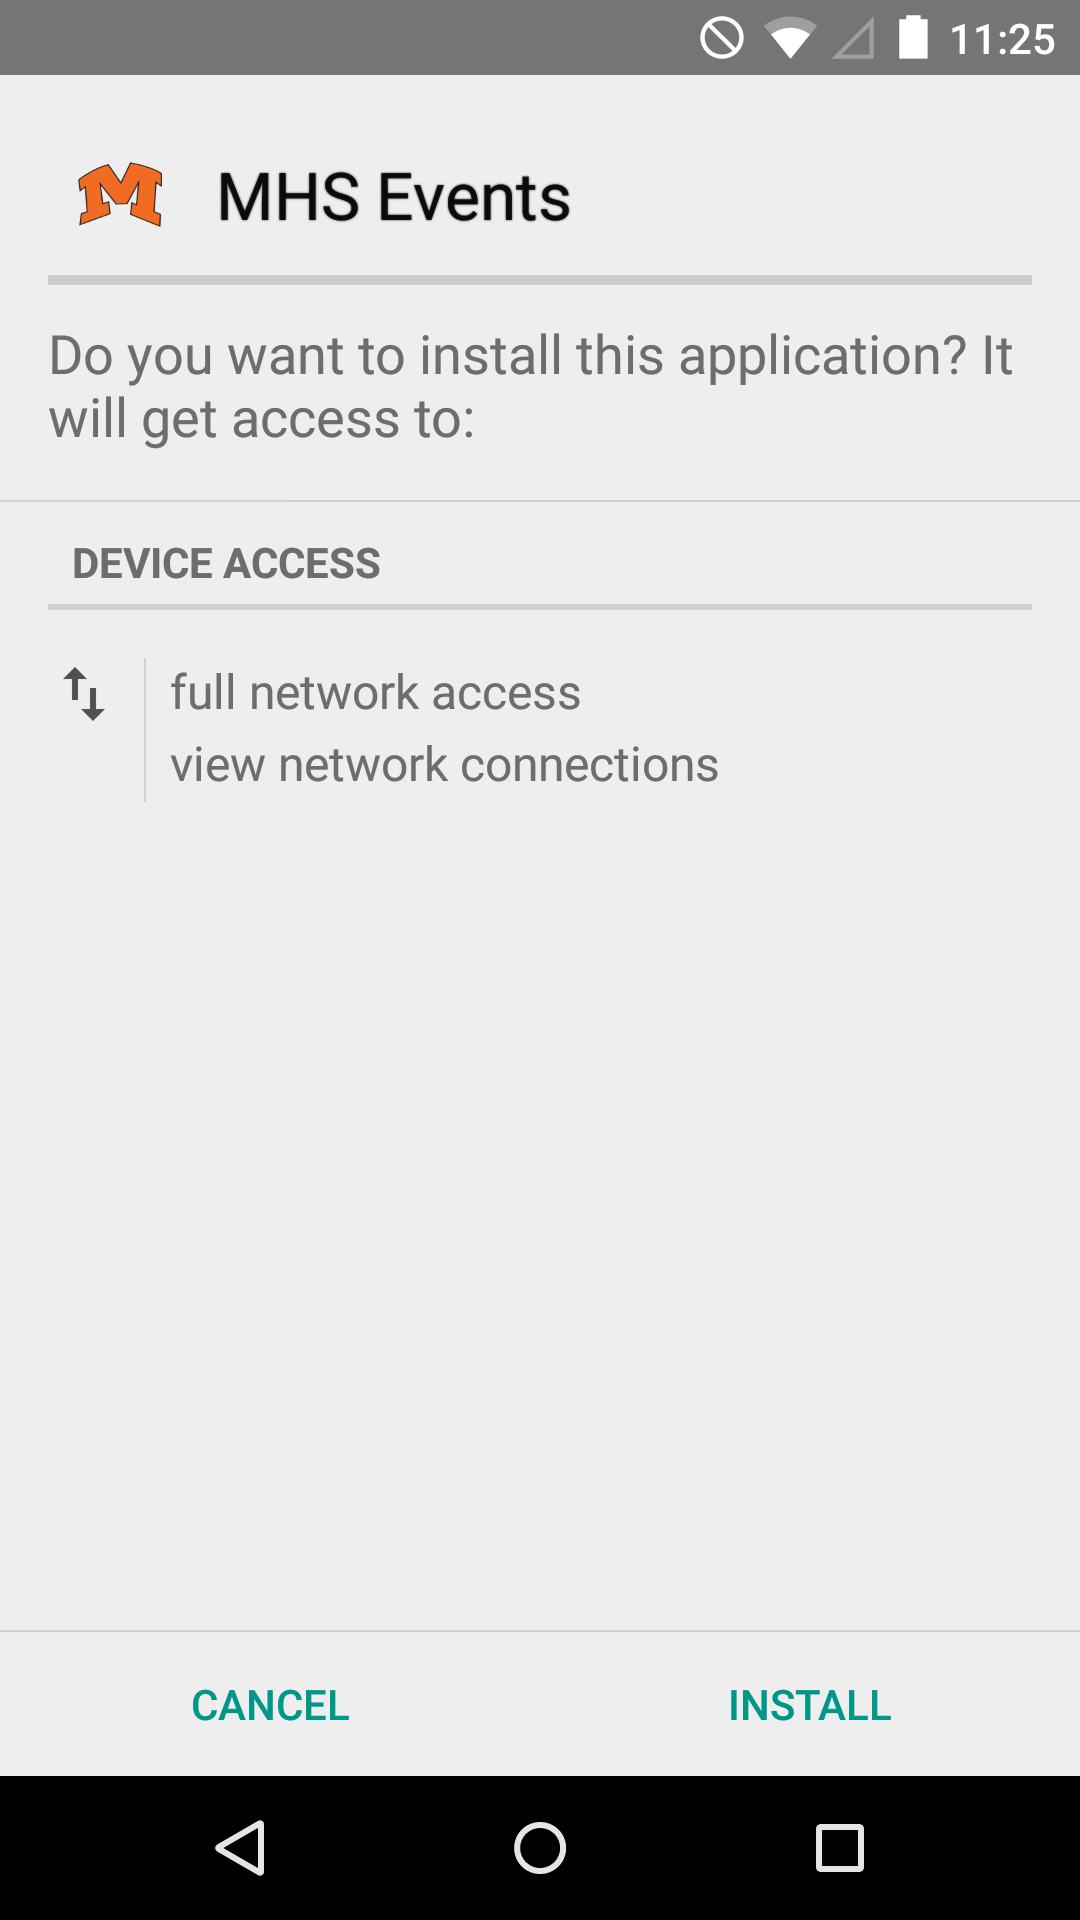 11:25
M
MHS Events
Do you want to install this application? It
will get access to:
DEVICE ACCESS
full network access
view network connections
CANCEL
INSTALL